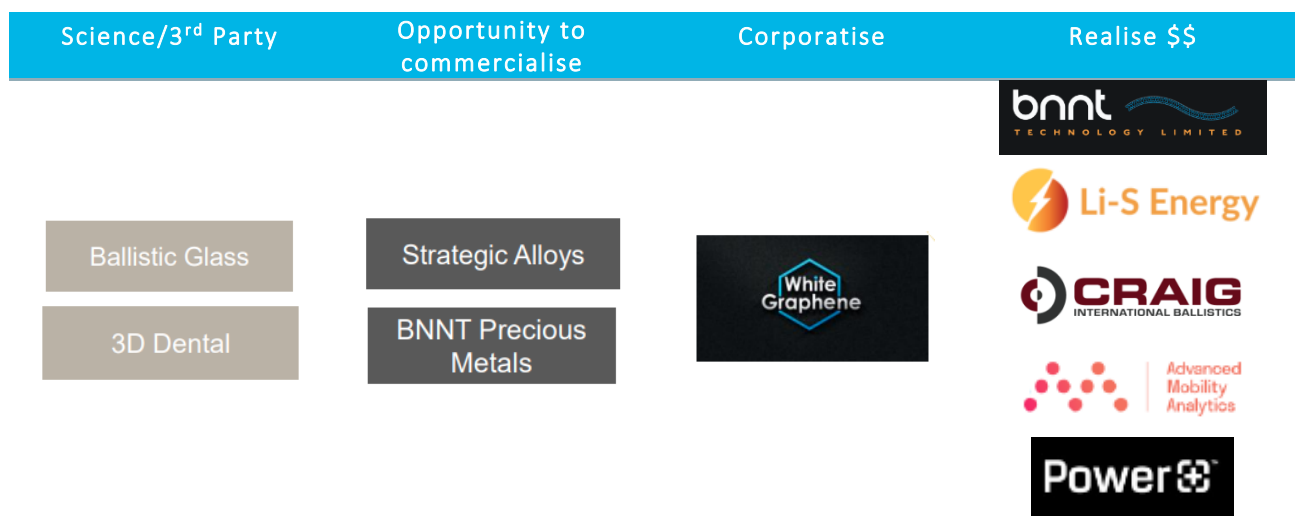 Science/3rd Party
Opportunity to
commercialise
Corporatise
Realise $$
Ballistic Glass
3D Dental
Strategic Alloys
BNNT Precious
Metals
White
Graphene
bnnt
TECHNOLOGY LIMITED
Li-S Energy
CRAIG
INTERNATIONAL BALLISTICS
Advanced
Mobility
Analytics
Power